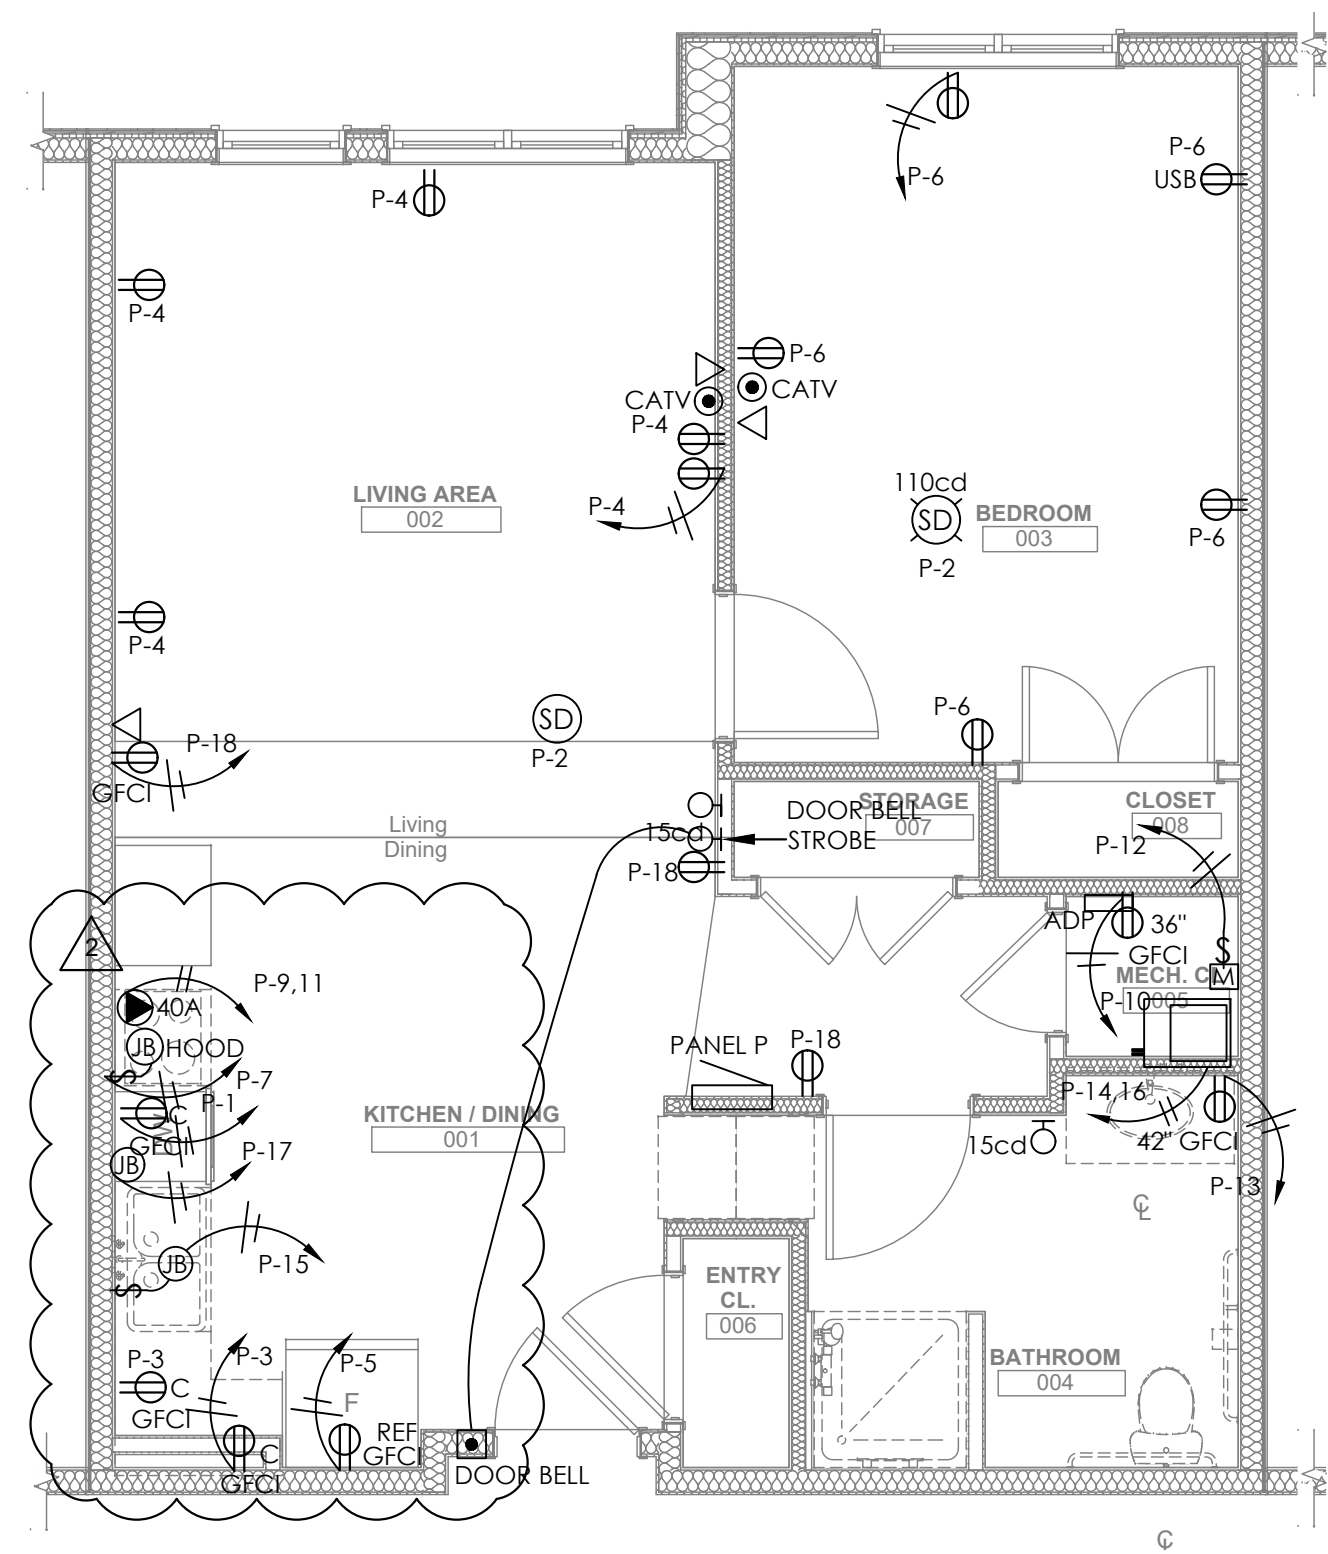 P-6
P-6
USB
P-4
P-4
P-6
CATV
CATV
P-4
110cd
LIVING AREA
002
P-4
SD
BEDROOM
003
P-6
P-2
P-4
P-6
SD
P-18
P-2
GFCI
STORAGE
007
DOOR BELL
STROBE
CLOSET
008
Living
15cd
Dining
P-12
P-18
ADP
36"
GFCI
2
S
MECH. CL
M
P-9,11
P-10
005
40A
JB
HOOD
PANEL P
P-18
S
P-7
P-14,16
P-1
C
GFCI
KITCHEN / DINING
001
15cd
42"
GFCI
JB
P-17
P-13
CL
P-15
JB
S
ENTRY
CL.
006
P-3
P-3
P-5
BATHROOM
004
C
GFCI
F
REF
GFCI
C
GFCI
DOOR BELL
CL